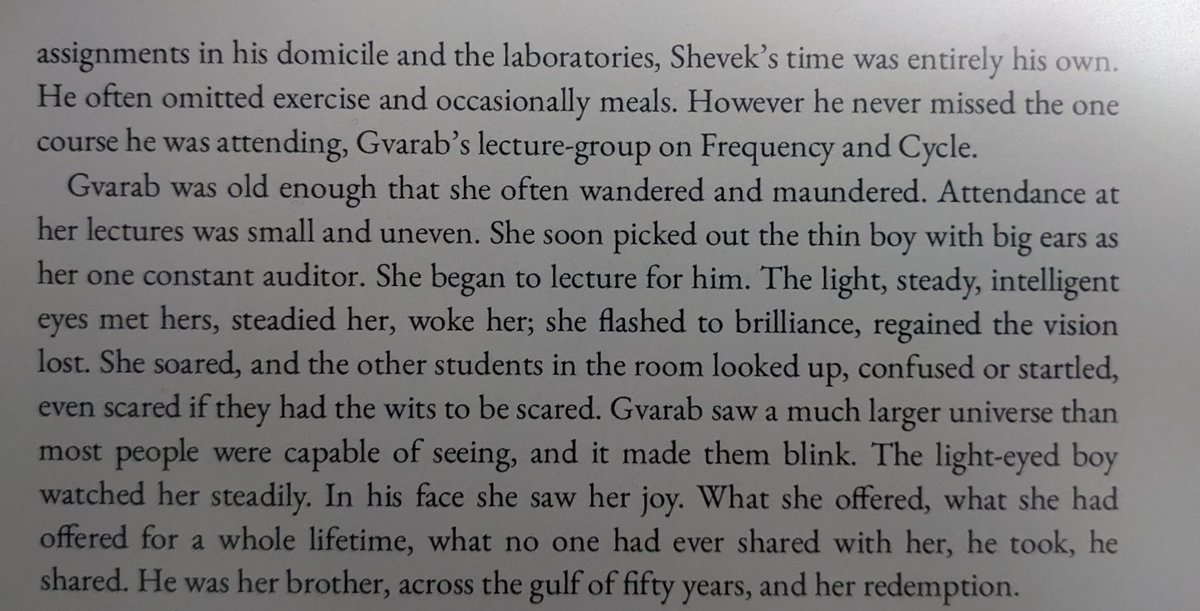 assignments in his domicile and the laboratories, Shevek’s time was entirely his own.
He often omitted exercise and occasionally meals. However he never missed the one
course he was attending, Gvarab’s lecture-group on Frequency and Cycle.
Gvarab was old enough that she often wandered and maundered. Attendance at
her lectures was small and uneven. She soon picked out the thin boy with big ears as
her one constant auditor. She began to lecture for him. The light, steady, intelligent
eyes met hers, steadied her, woke her; she flashed to brilliance, regained the vision
lost. She soared, and the other students in the room looked up, confused or startled,
even scared if they had the wits to be scared. Gvarab saw a much larger universe than
most people were capable of seeing, and it made them blink. The light-eyed boy
watched her steadily. In his face she saw her joy. What she offered, what she had
offered for a whole lifetime, what no one had ever shared with her, he took, he
shared. He was her brother, across the gulf of fifty years, and her redemption.